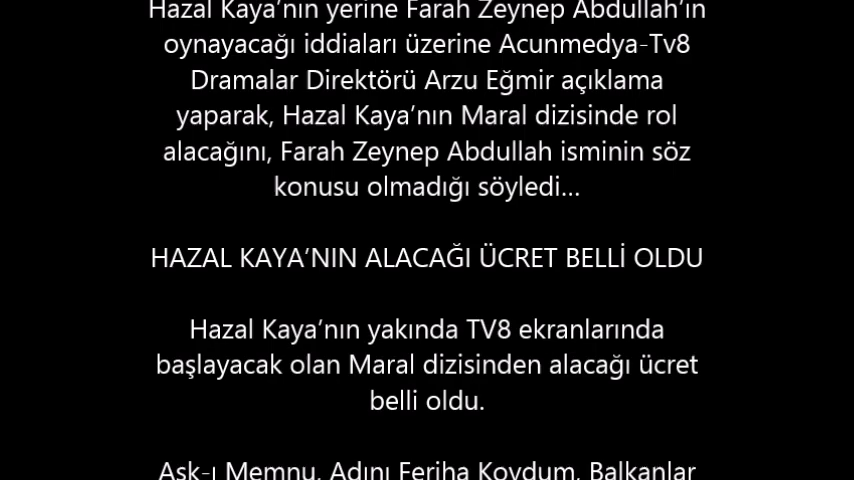 Hazal Kaya’nın yerine Farah Zeynep Abdullah’ın
oynayacağı iddiaları üzerine Acunmedya-Tv8
Dramalar Direktörü Arzu Eğmir açıklama
yaparak, Hazal Kaya’nın Maral dizisinde rol
alacağını, Farah Zeynep Abdullah isminin söz
konusu olmadığı söyledi...
HAZAL KAYA’NIN ALACAĞI ÜCRET BELLİ OLDU
Hazal Kaya’nın yakında TV8 ekranlarında
başlayacak olan Maral dizisinden alacağı ücret
belli oldu.
Aşk-ı Memnu, Adını Feriha Koydum, Balkanlar